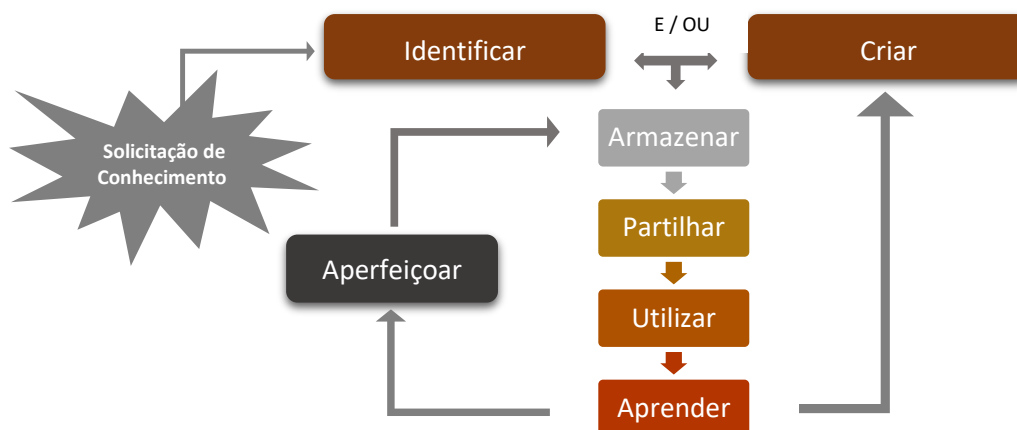 E / OU
Identificar
Criar
Solicitação de
Conhecimento
Armazenar
Partilhar
Aperfeiçoar
Utilizar
Aprender